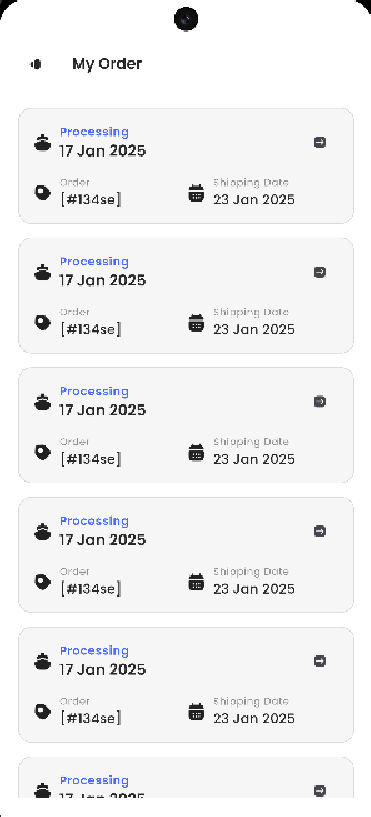 My Order
Processing
17 Jan 2025
Order
[#134se]
Shipping Date
23 Jan 2025
Processing
17 Jan 2025
Order
[#134se]
Shipping Date
23 Jan 2025
Processing
17 Jan 2025
Order
[#134se]
Shipping Date
23 Jan 2025
Processing
17 Jan 2025
Order
[#134se]
Shipping Date
23 Jan 2025
Processing
17 Jan 2025
Order
[#134se]
Shipping Date
23 Jan 2025
Processing
17 Jan 2025